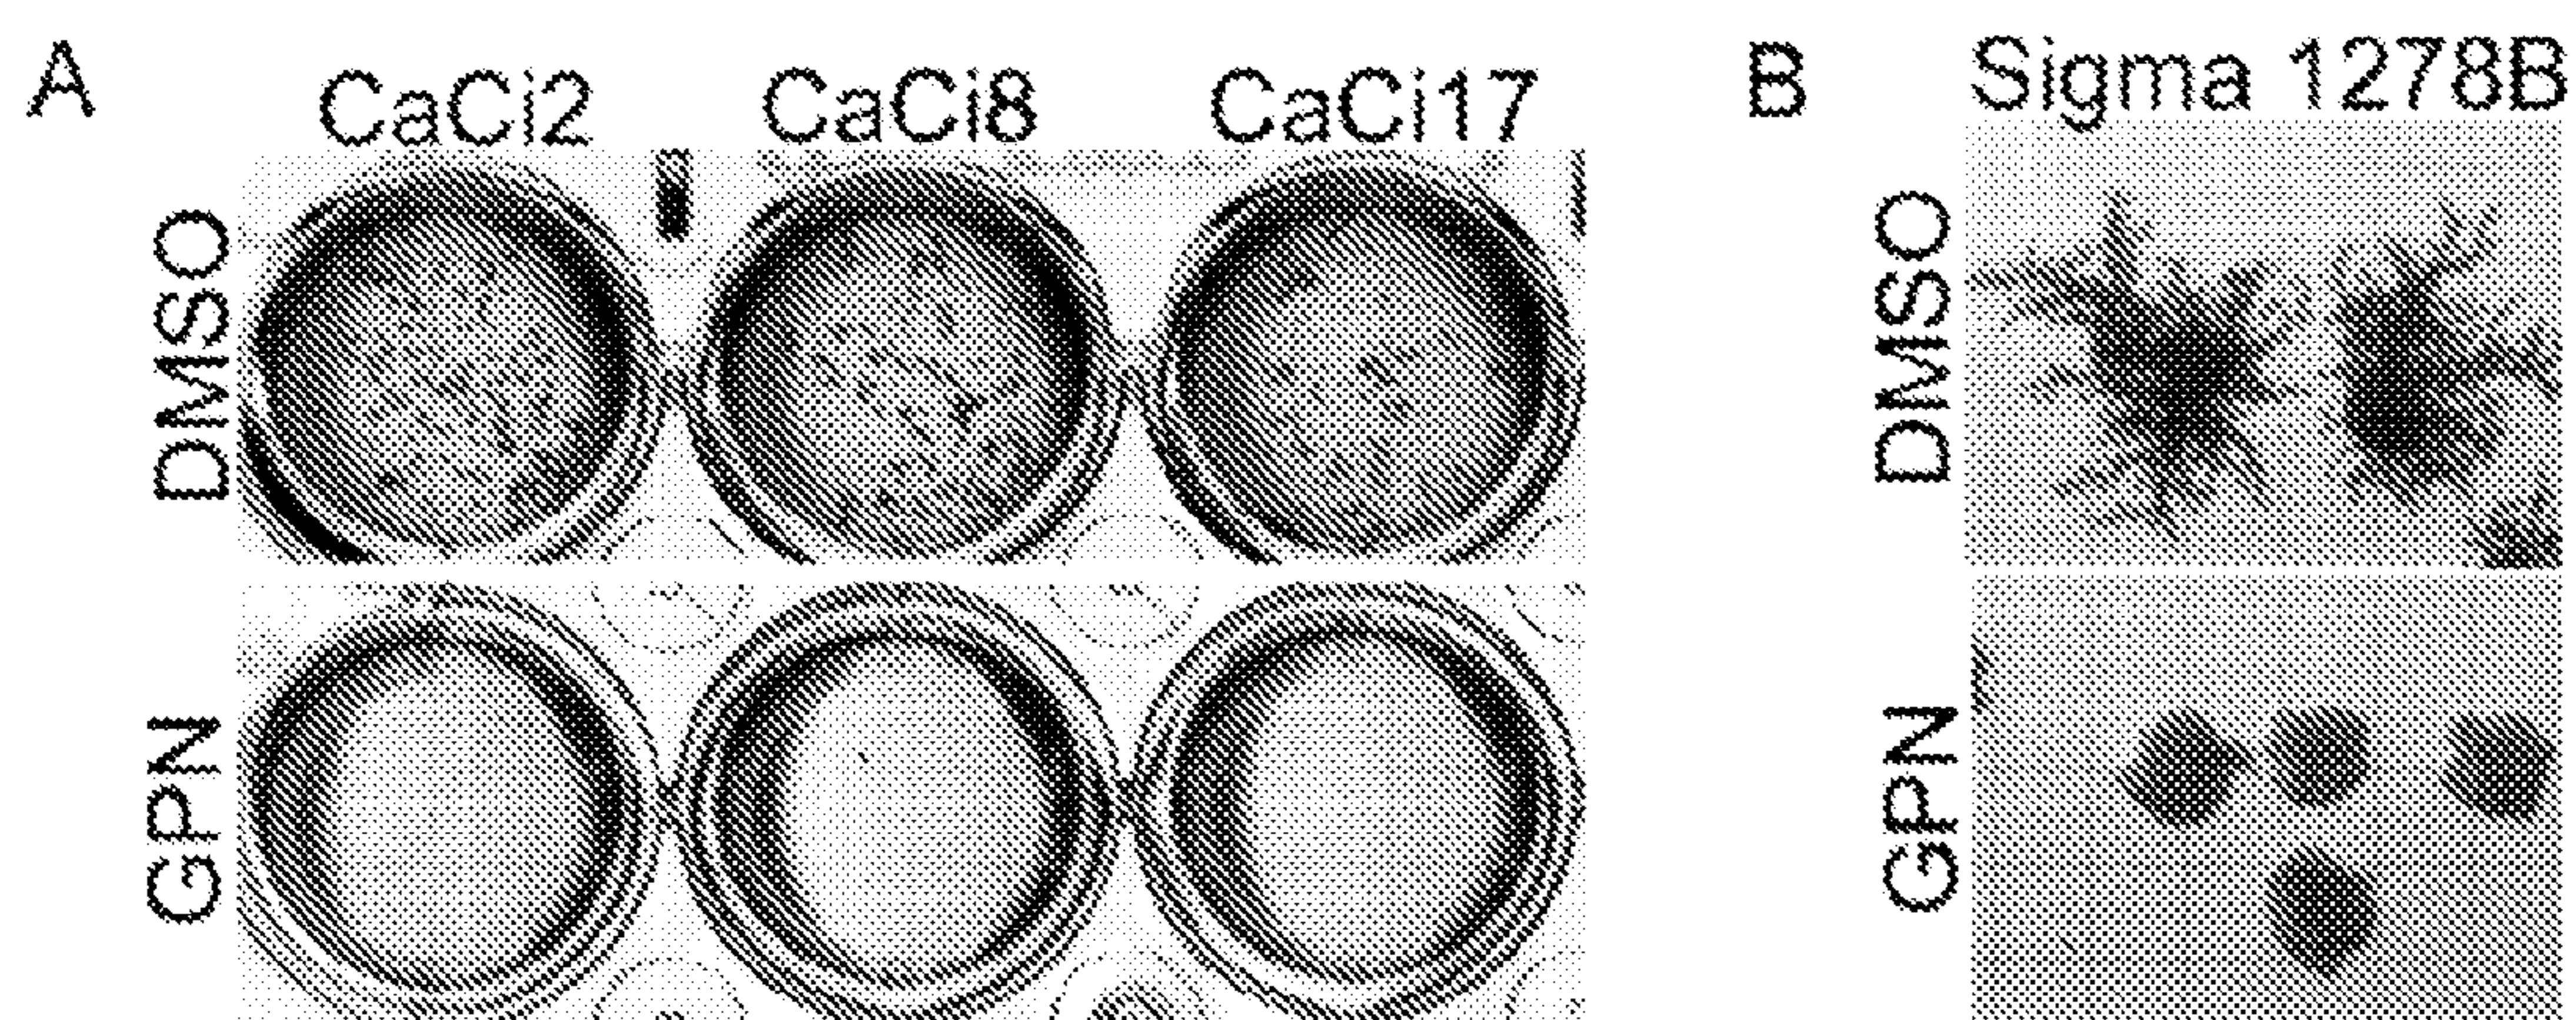 A
CaCi2 CaCi8 CaCi17
DMSO
GPN
B
Sigma 1278B
DMSO
GPN